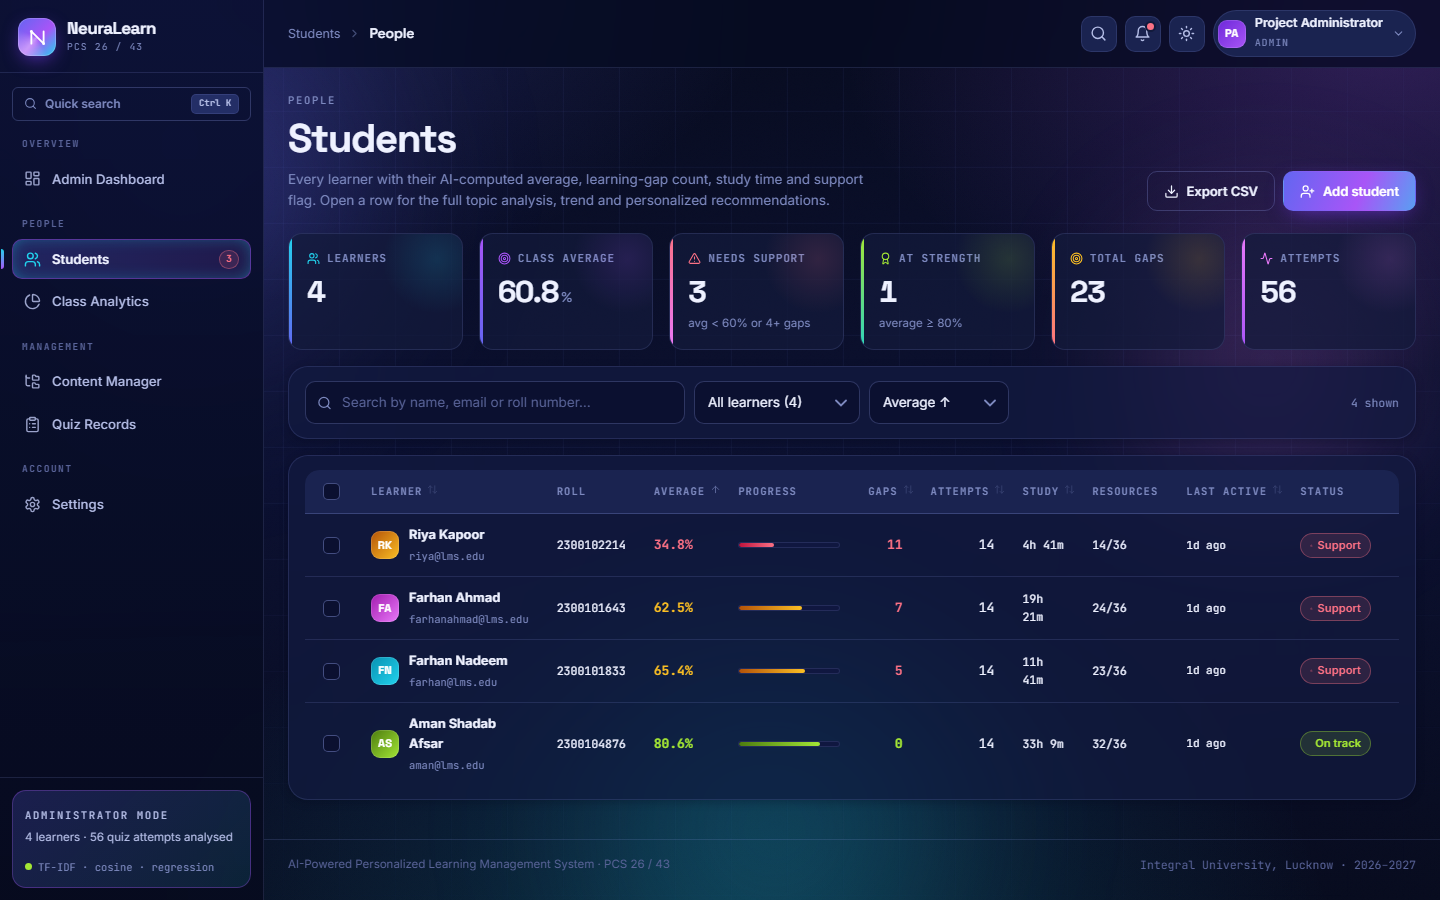 N
NeuraLearn
PCS 26 / 43
Students
People
PA
Project Administrator
ADMIN
Quick search
Ctrl K
OVERVIEW
Admin Dashboard
PEOPLE
Students
3
Class Analytics
MANAGEMENT
Content Manager
Quiz Records
ACCOUNT
Settings
ADMINISTRATOR MODE
4 learners · 56 quiz attempts analysed
TF-IDF · cosine · regression
PEOPLE
Students
Every learner with their AI-computed average, learning-gap count, study time and support
flag. Open a row for the full topic analysis, trend and personalized recommendations.
Export CSV
Add student
LEARNERS
4
CLASS AVERAGE
60.8%
NEEDS SUPPORT
3
avg < 60% or 4+ gaps
AT STRENGTH
1
average ≥ 80%
TOTAL GAPS
23
ATTEMPTS
56
Search by name, email or roll number...
All learners (4)
Average ↑
4 shown
LEARNER ROLL AVERAGE PROGRESS GAPS ATTEMPTS STUDY RESOURCES LAST ACTIVE STATUS
RK Riya Kapoor
riya@lms.edu
2300102214 34.8% 11 14 4h 41m 14/36 1d ago Support
FA Farhan Ahmad
farhanahmad@lms.edu
2300101643 62.5% 7 14 19h 21m 24/36 1d ago Support
FN Farhan Nadeem
farhan@lms.edu
2300101833 65.4% 5 14 11h 41m 23/36 1d ago Support
AS Aman Shadab
Afsar
aman@lms.edu
2300104876 80.6% 0 14 33h 9m 32/36 1d ago On track
AI-Powered Personalized Learning Management System · PCS 26 / 43
Integral University, Lucknow · 2026-2027